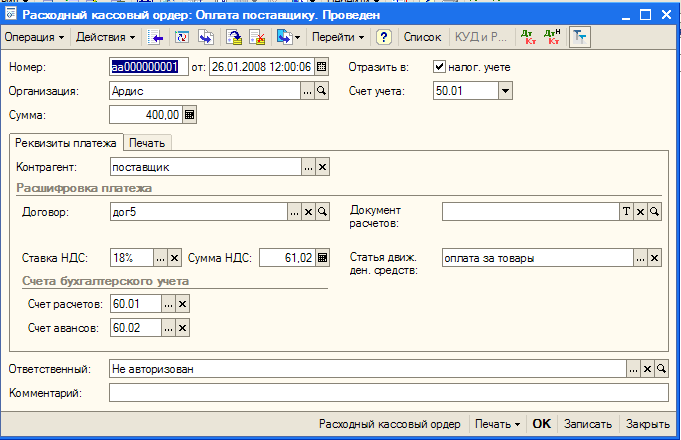 Расходный кассовый ордер: Оплата поставщику. Проведен
Операция Действия Перейти ? Список КУД и Р... Дт Кт Дт Н Кт Тт
Номер: аа000000001 от: 26.01.2008 12:00:06 Отразить в: налог. учете
Организация: Ардис ... Счет учета: 50.01
Сумма: 400,00
Реквизиты платежа Печать
Контрагент: поставщик ... x
Расшифровка платежа
Договор: дог5 ... x Документ расчетов: T x
Ставка НДС: 18% ... x Сумма НДС: 61,02 Статья движ. ден. средств: оплата за товары ... x
Счета бухгалтерского учета
Счет расчетов: 60.01 ... x
Счет авансов: 60.02 ... x
Ответственный: Не авторизован ... x
Комментарий:
Расходный кассовый ордер Печать OK Записать Закрыть